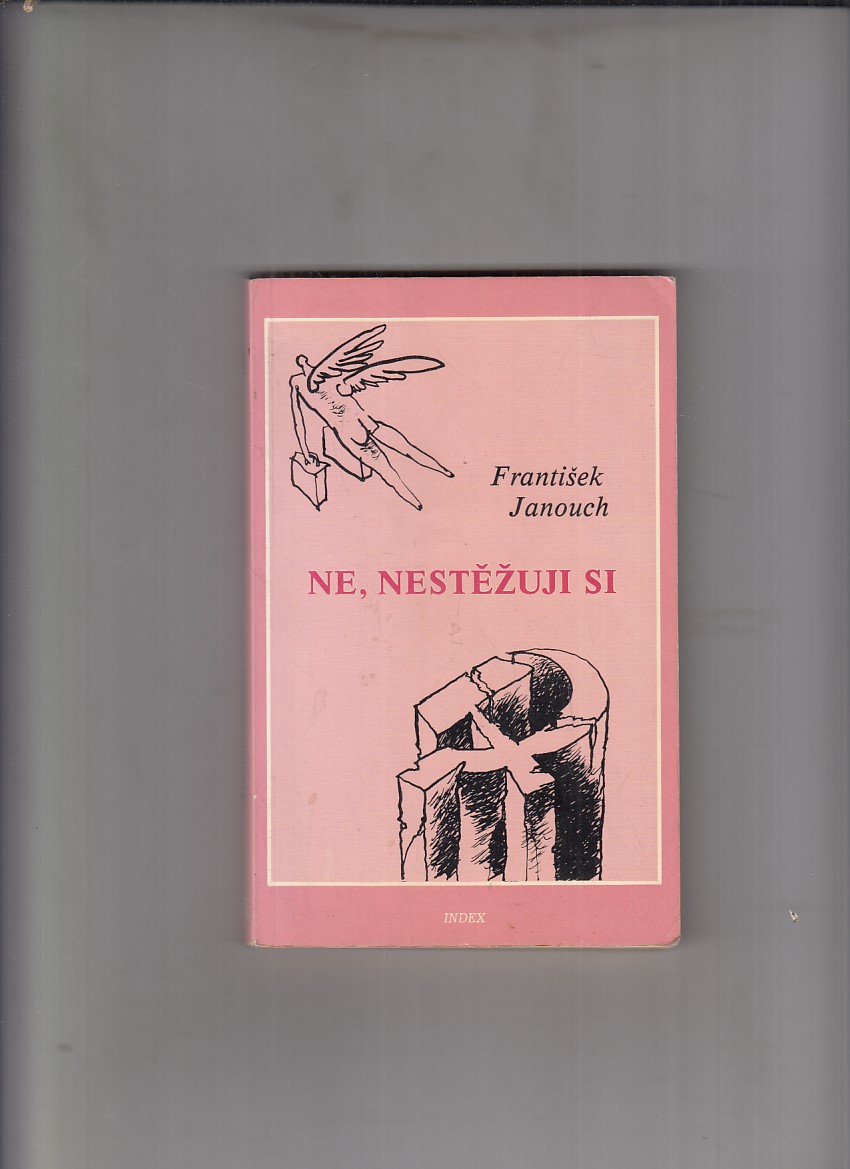 František
Janouch
NE, NESTĚŽUJI SI
INDEX